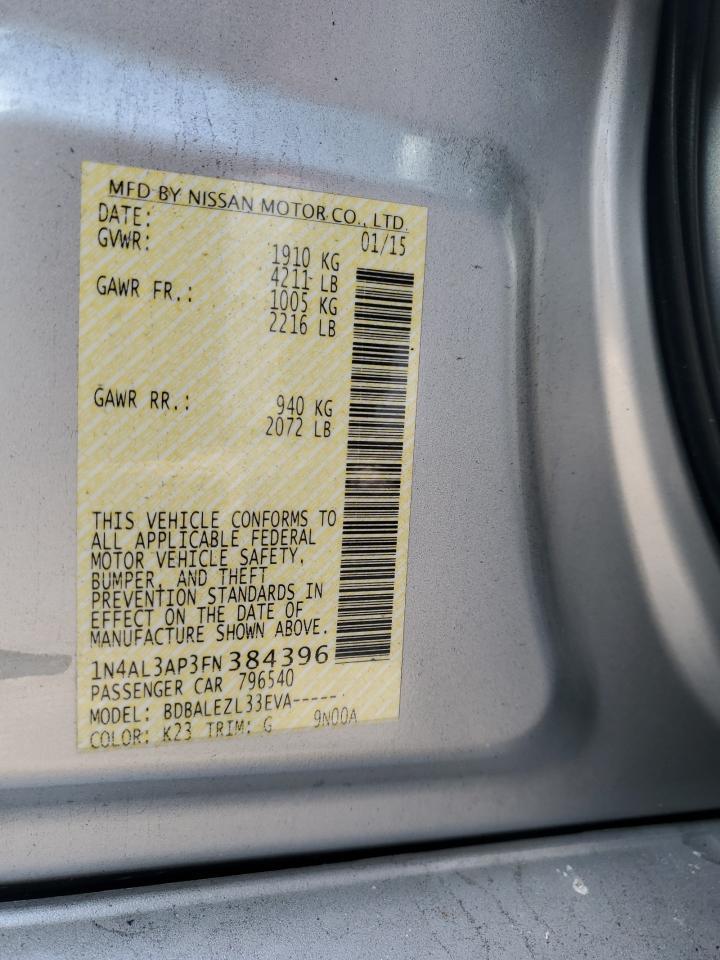 MFD BY NISSAN MOTOR CO., LTD.
DATE: 01/15
GVWR: 1910 KG
4211 LB
GAWR FR.: 1005 KG
2216 LB
GAWR RR.: 940 KG
2072 LB
THIS VEHICLE CONFORMS TO
ALL APPLICABLE FEDERAL
MOTOR VEHICLE SAFETY,
BUMPER, AND THEFT
PREVENTION STANDARDS IN
EFFECT ON THE DATE OF
MANUFACTURE SHOWN ABOVE.
1N4AL3AP3FN384396
PASSENGER CAR 796540
MODEL: BDBALEZL33EVA-----
COLOR: K23 TRIM: G 9N00A